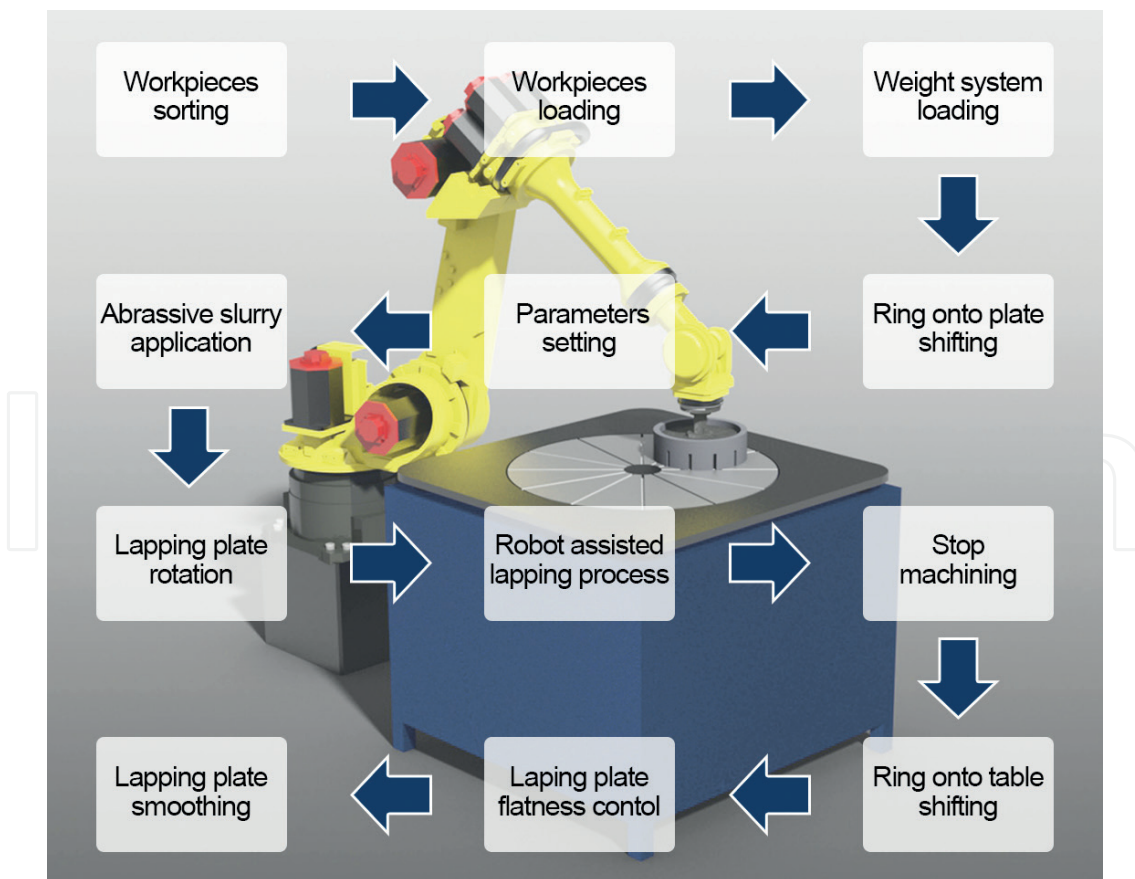 Workpieces
sorting
Workpieces
loading
Weight system
loading
Ring onto plate
shifting
Parameters
setting
Abrassive slurry
application
Lapping plate
rotation
Robot assisted
lapping process
Stop
machining
Ring onto table
shifting
Laping plate
flatness contol
Lapping plate
smoothing